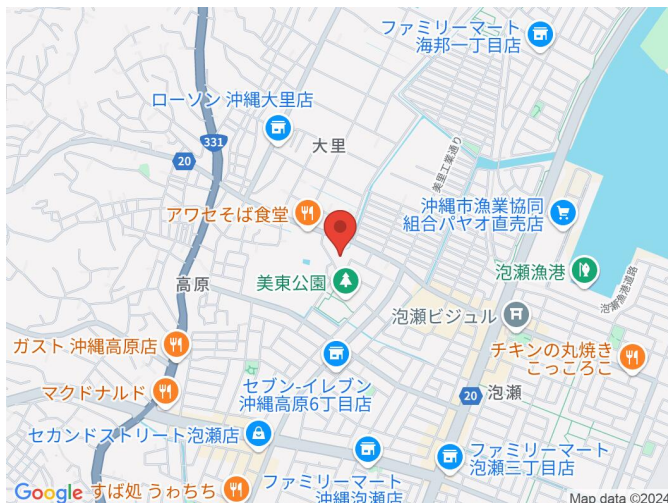 ファミリーマート
海邦一丁目店
ローソン 沖縄大里店
331
大里
20
美里工業通り
アワセそば食堂
沖縄市漁業協同
組合パヤオ直売店
高原
美東公園
泡瀬漁港
泡瀬漁港道路
泡瀬ビジュル
ガスト 沖縄高原店
チキンの丸焼き
こっころこ
マクドナルド
セブン-イレブン
沖縄高原6丁目店
20
泡瀬
セカンドストリート泡瀬店
ファミリーマート
泡瀬三丁目店
ファミリーマート
沖縄泡瀬店
すば処 うゎちち
Google
Map data ©2024